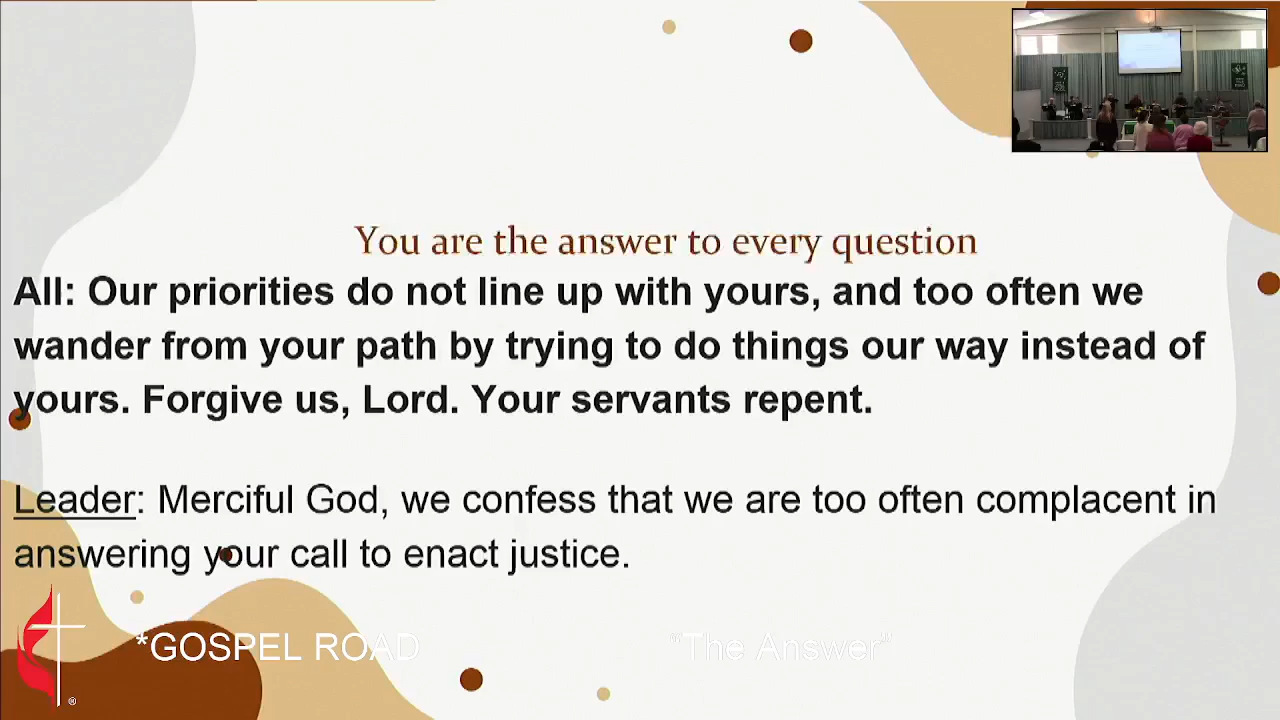 You are the answer to every question
All: Our priorities do not line up with yours, and too often we
wander from your path by trying to do things our way instead of
yours. Forgive us, Lord. Your servants repent.
Leader: Merciful God, we confess that we are too often complacent in
answering your call to enact justice.
*GOSPEL ROAD "The Answer"
®